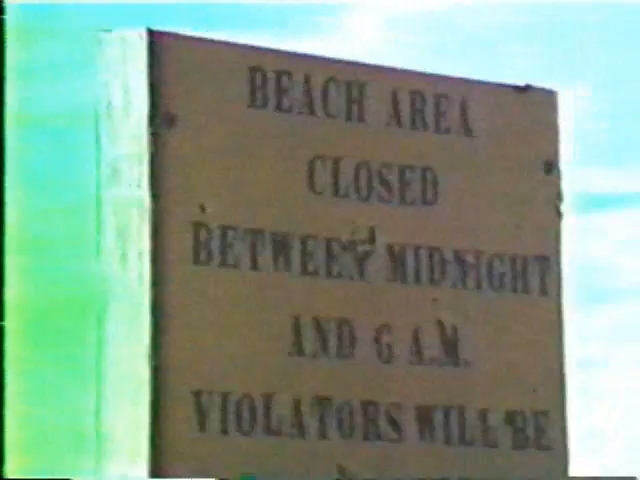 BEACH AREA
CLOSED
BETWEEN MIDNIGHT
AND 6 A.M.
VIOLATORS WILL BE